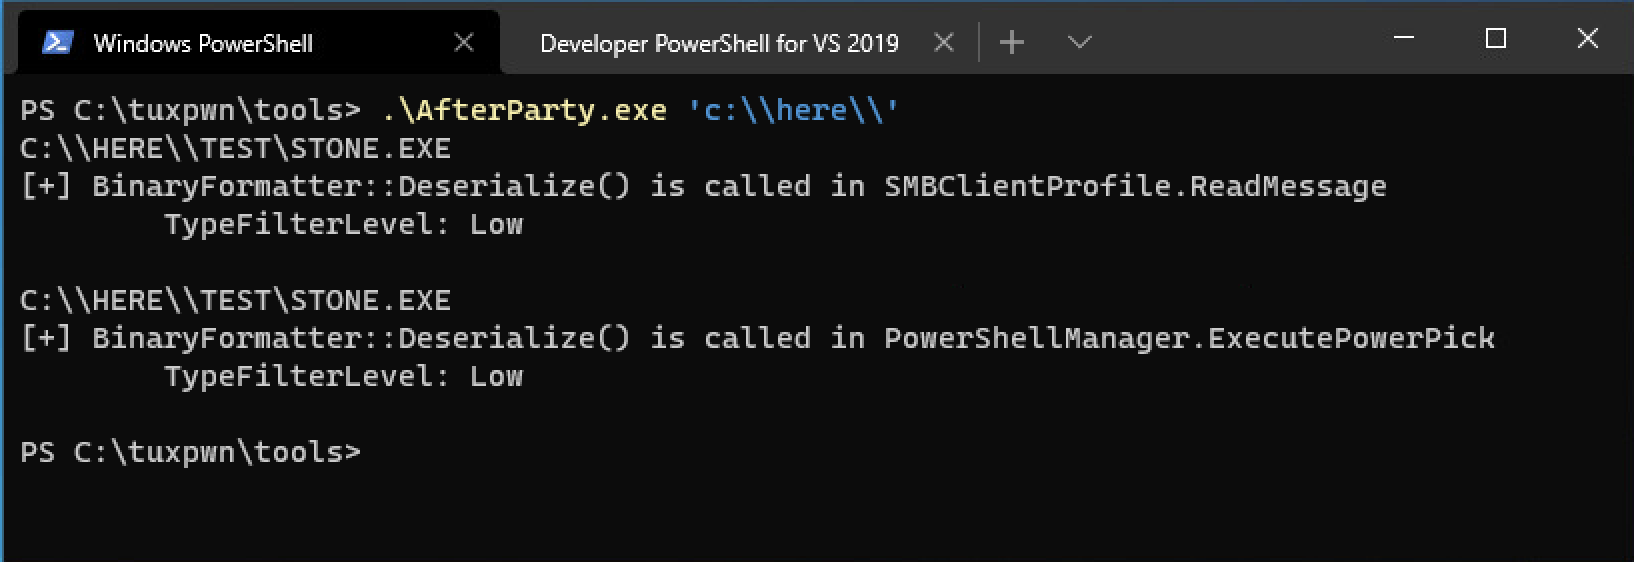 Windows PowerShell
Developer PowerShell for VS 2019
PS C:\tuxpwn\tools> .\AfterParty.exe 'c:\\here\\'
C:\\HERE\\TEST\STONE.EXE
[+] BinaryFormatter::Deserialize() is called in SMBClientProfile.ReadMessage
        TypeFilterLevel: Low
C:\\HERE\\TEST\STONE.EXE
[+] BinaryFormatter::Deserialize() is called in PowerShellManager.ExecutePowerPick
        TypeFilterLevel: Low
PS C:\tuxpwn\tools>